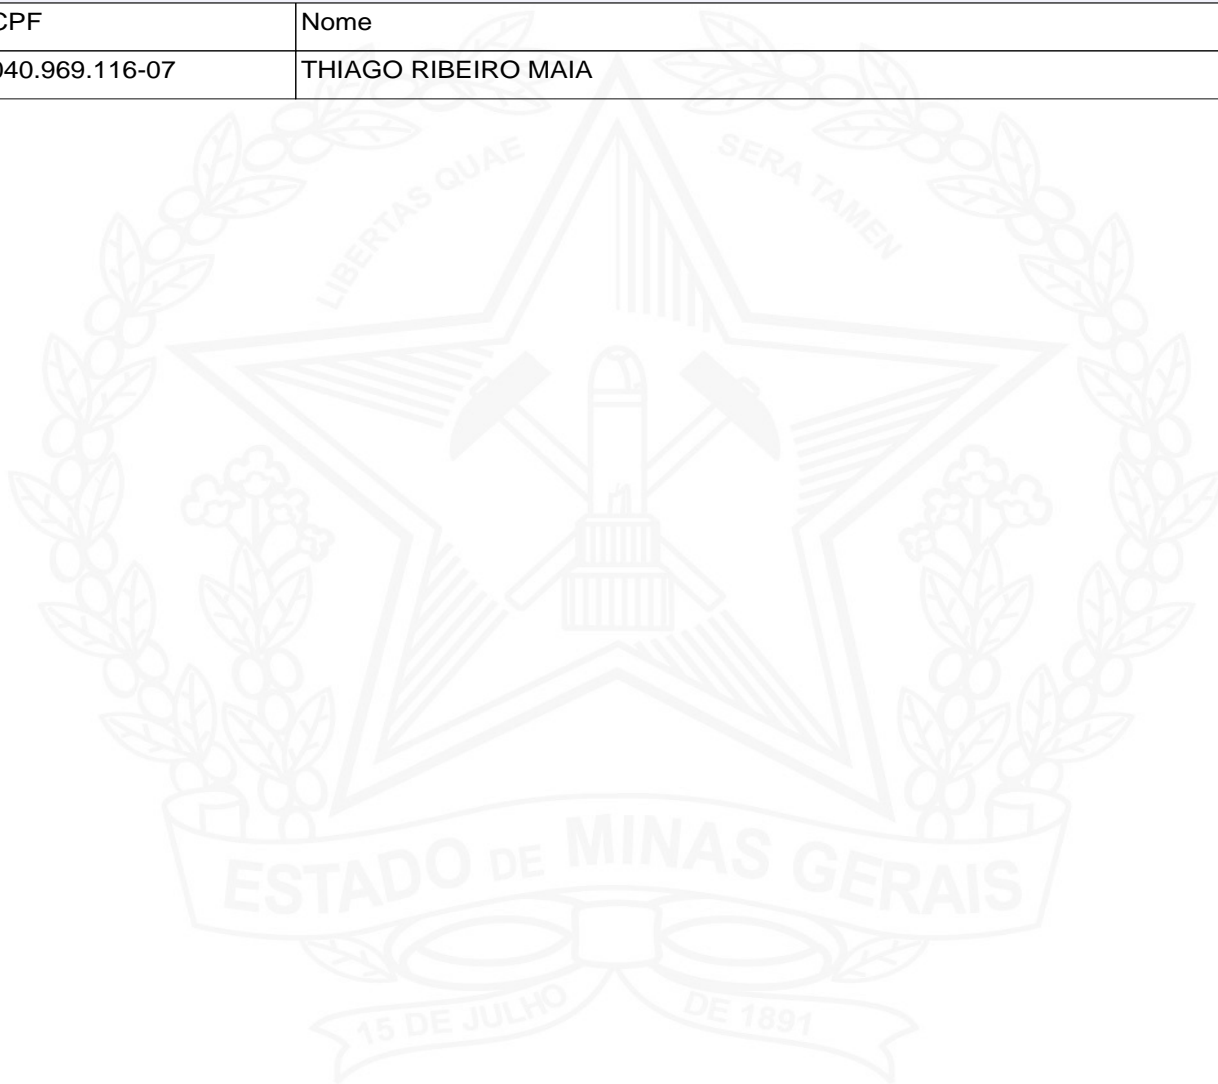 CPF Nome
040.969.116-07 THIAGO RIBEIRO MAIA
LIBERTAS QUAE SERA TAMEN
ESTADO DE MINAS GERAIS
15 DE JULHO DE 1891